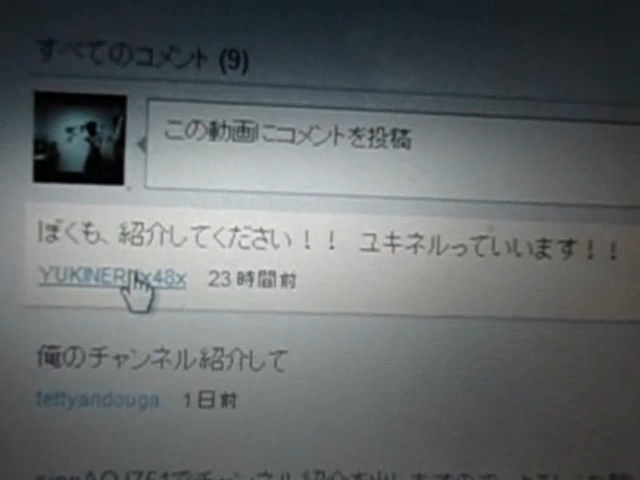 すべてのコメント (9)
この動画にコメントを投稿
ぼくも、紹介してください！！ ユキネルっていいます！！
23時間前
俺のチャンネル紹介して
tettyandouga 1日前